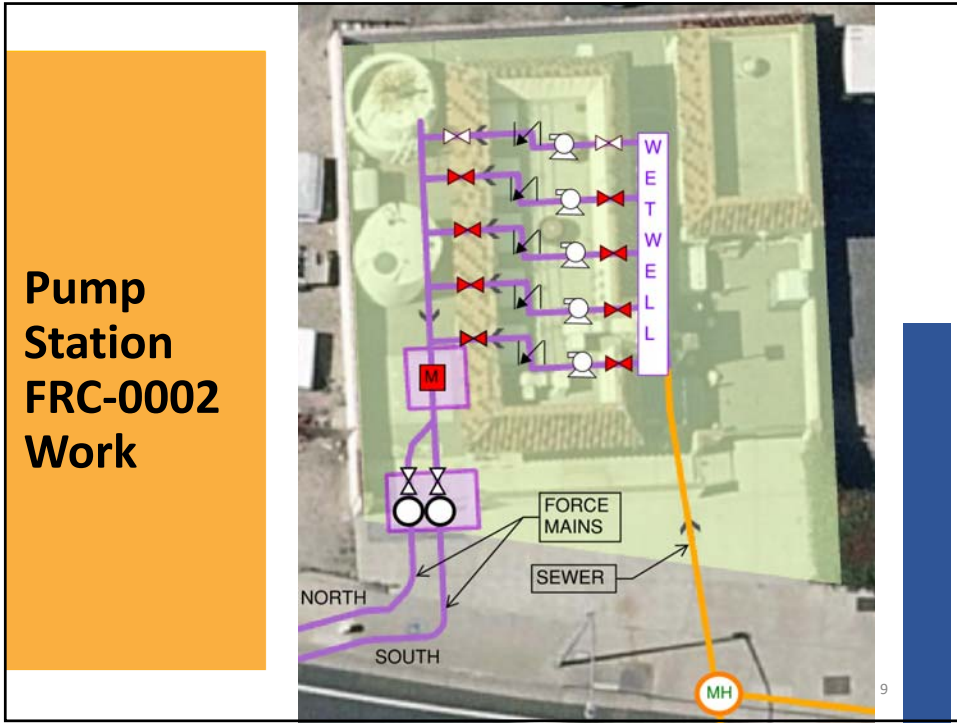 Pump
Station
FRC-0002
Work
W
E
T
W
E
L
L
M
FORCE
MAINS
SEWER
NORTH
SOUTH
MH
9